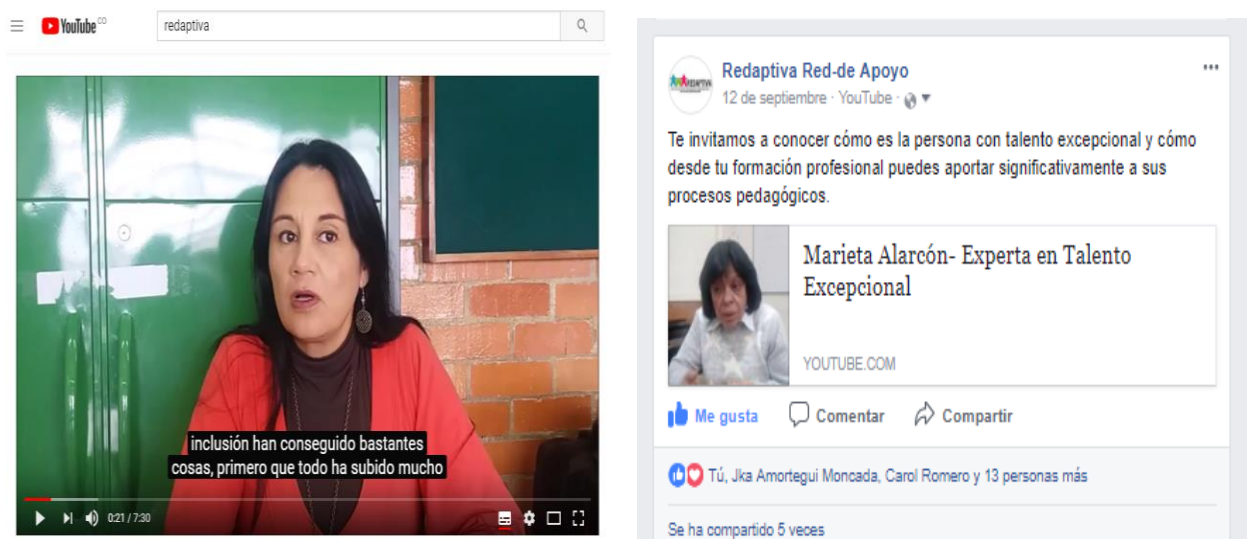 YouTube CO
redaptiva
inclusión han conseguido bastantes
cosas, primero que todo ha subido mucho
0:21 / 7:30
Redaptiva Red-de Apoyo
12 de septiembre · YouTube ·
Te invitamos a conocer cómo es la persona con talento excepcional y cómo
desde tu formación profesional puedes aportar significativamente a sus
procesos pedagógicos.
Marieta Alarcón- Experta en Talento
Excepcional
YOUTUBE.COM
Me gusta Comentar Compartir
Tú, Jka Amortegui Moncada, Carol Romero y 13 personas más
Se ha compartido 5 veces